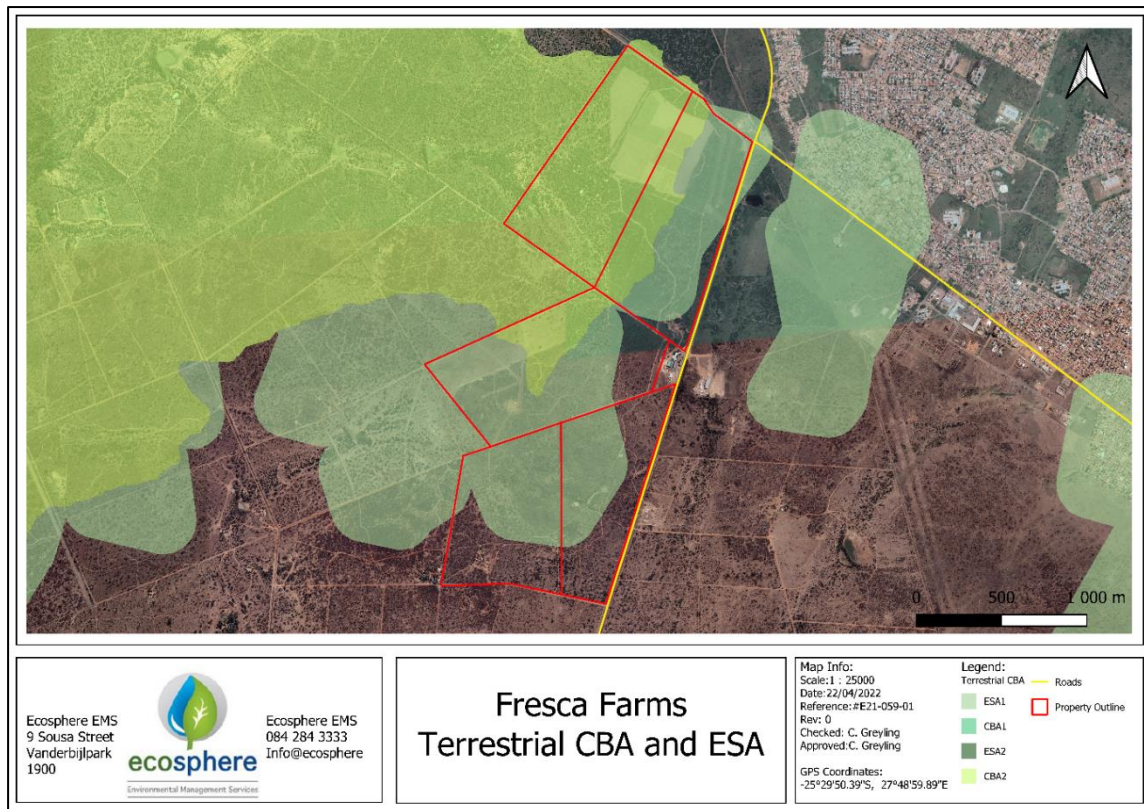 0 500 1 000 m
Ecosphere EMS
9 Sousa Street
Vanderbijlpark
1900
ecosphere
Environmental Management Services
Ecosphere EMS
084 284 3333
Info@ecosphere
Fresca Farms
Terrestrial CBA and ESA
Map Info:
Scale:1 : 25000
Date:22/04/2022
Reference:#E21-059-01
Rev: 0
Checked: C. Greyling
Approved:C. Greyling
GPS Coordinates:
-25°29'50.39"S, 27°48'59.89"E
Legend:
Terrestrial CBA
ESA1
CBA1
ESA2
CBA2
Roads
Property Outline